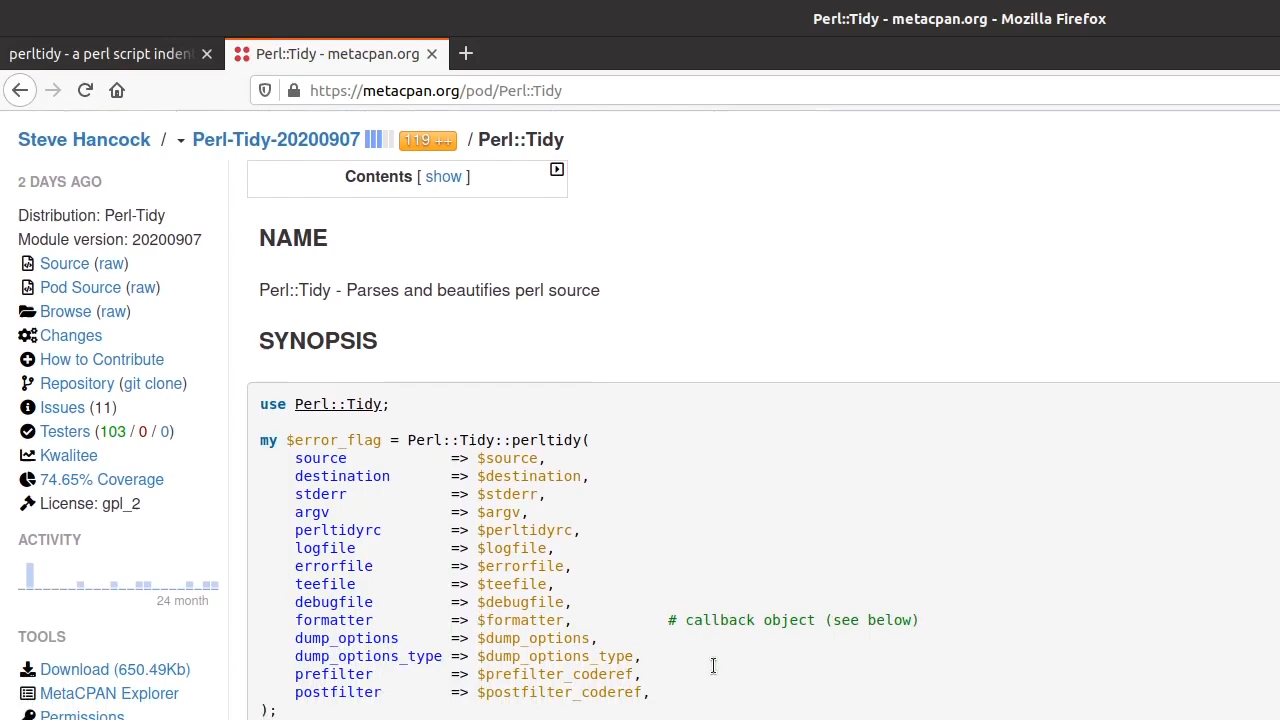 Perl::Tidy - metacpan.org - Mozilla Firefox
perltidy - a perl script inden
Perl::Tidy - metacpan.org
https://metacpan.org/pod/Perl::Tidy
Steve Hancock / Perl-Tidy-20200907 119 ++ / Perl::Tidy
2 DAYS AGO
Distribution: Perl-Tidy
Module version: 20200907
Source (raw)
Pod Source (raw)
Browse (raw)
Changes
How to Contribute
Repository (git clone)
Issues (11)
Testers (103 / 0 / 0)
Kwalitee
74.65% Coverage
License: gpl_2
ACTIVITY
24 month
TOOLS
Download (650.49Kb)
MetaCPAN Explorer
Permissions
Contents [ show ]
NAME
Perl::Tidy - Parses and beautifies perl source
SYNOPSIS
use Perl::Tidy;
my $error_flag = Perl::Tidy::perltidy(
source => $source,
destination => $destination,
stderr => $stderr,
argv => $argv,
perltidyrc => $perltidyrc,
logfile => $logfile,
errorfile => $errorfile,
teefile => $teefile,
debugfile => $debugfile,
formatter => $formatter, # callback object (see below)
dump_options => $dump_options,
dump_options_type => $dump_options_type,
prefilter => $prefilter_coderef,
postfilter => $postfilter_coderef,
);